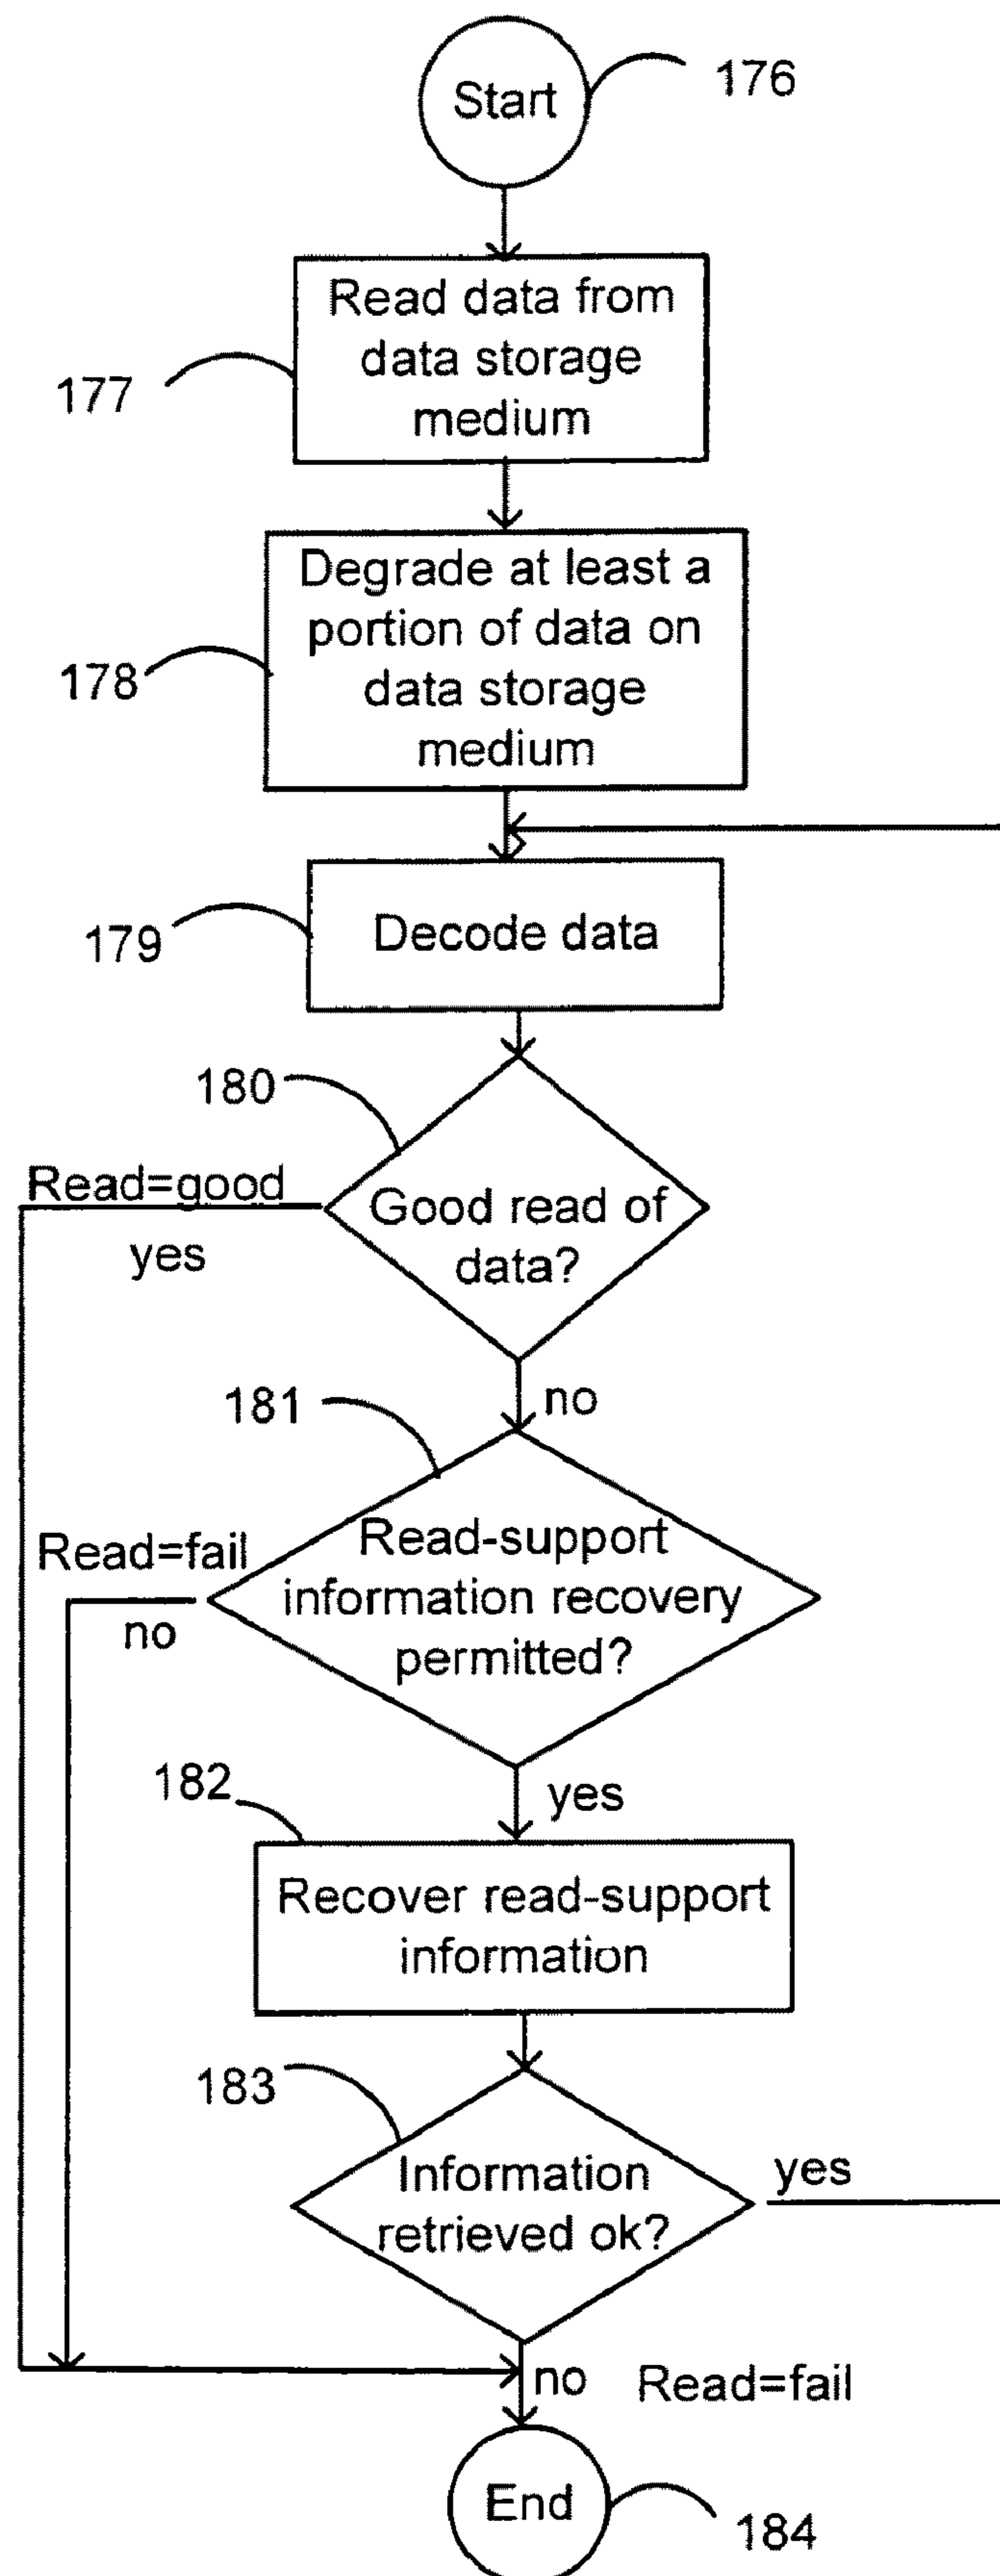 Start
176
Read data from
data storage
medium
177
Degrade at least a
portion of data on
data storage
medium
178
Decode data
179
180
Read=good
yes
Good read of
data?
no
181
Read=fail
no
Read-support
information recovery
permitted?
yes
182
Recover read-support
information
183
Information
retrieved ok?
yes
no
Read=fail
End
184